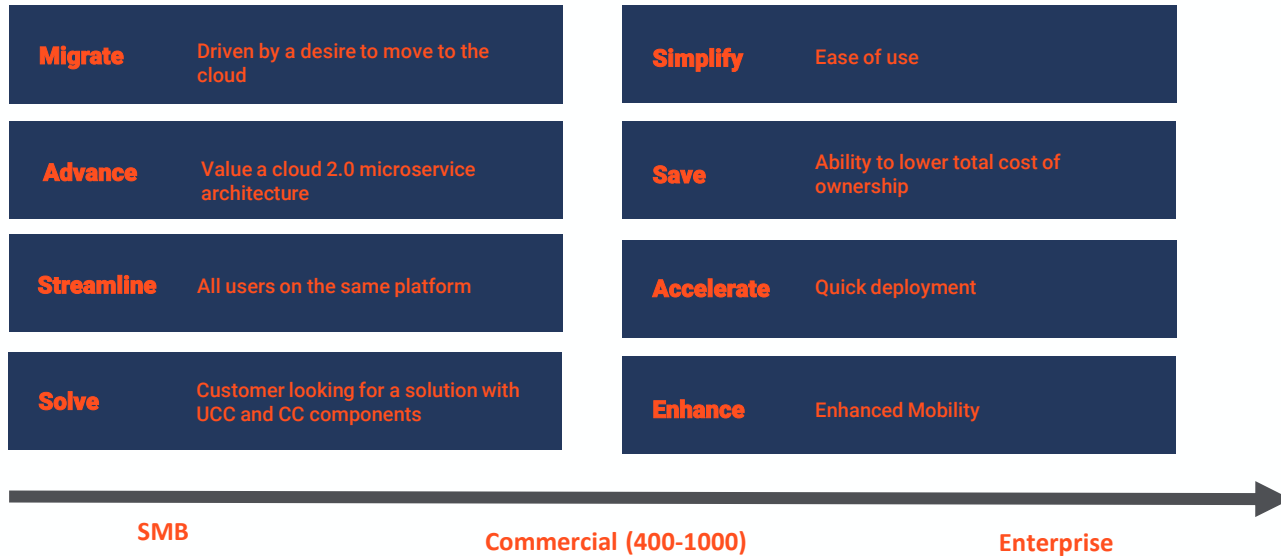 Migrate
Driven by a desire to move to the
cloud
Advance
Value a cloud 2.0 microservice
architecture
Streamline
All users on the same platform
Solve
Customer looking for a solution with
UCC and CC components
Simplify
Ease of use
Save
Ability to lower total cost of
ownership
Accelerate
Quick deployment
Enhance
Enhanced Mobility
SMB
Commercial (400-1000)
Enterprise